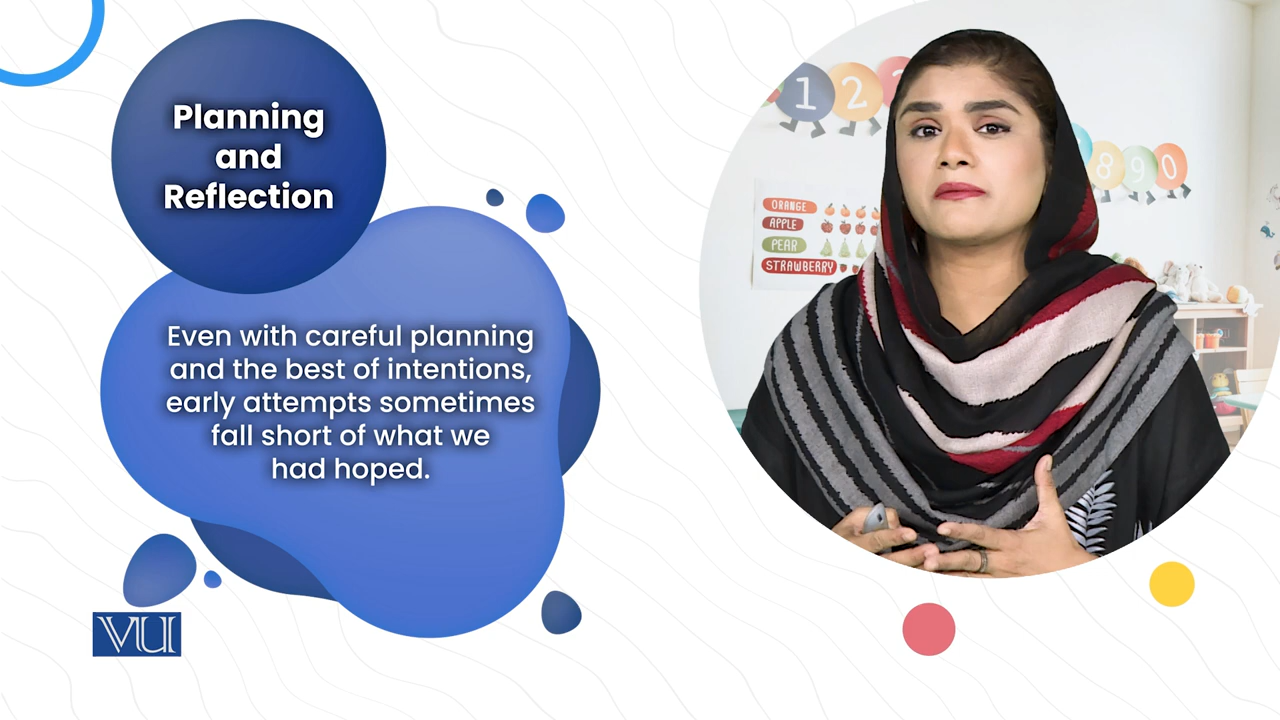 Planning
and
Reflection
Even with careful planning
and the best of intentions,
early attempts sometimes
fall short of what we
had hoped.
VU
1 2
8 9 0
ORANGE
APPLE
PEAR
STRAWBERRY